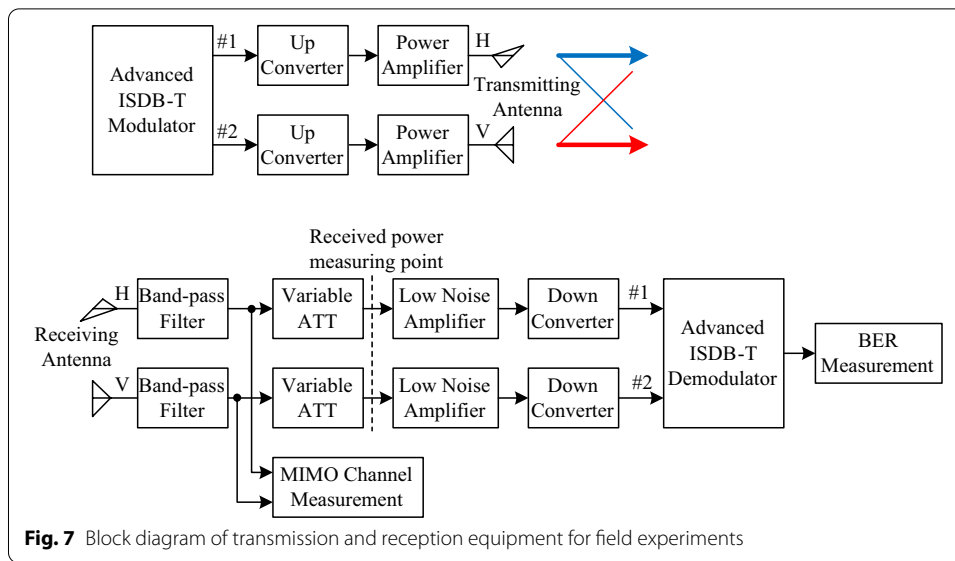 Advanced
ISDB-T
Modulator
#1
Up
Converter
Power
Amplifier
H
Transmitting
Antenna
#2
Up
Converter
Power
Amplifier
V
Received power
measuring point
Receiving
Antenna
H
Band-pass
Filter
Variable
ATT
Low Noise
Amplifier
Down
Converter
#1
V
Band-pass
Filter
Variable
ATT
Low Noise
Amplifier
Down
Converter
#2
Advanced
ISDB-T
Demodulator
BER
Measurement
MIMO Channel
Measurement
Fig. 7 Block diagram of transmission and reception equipment for field experiments